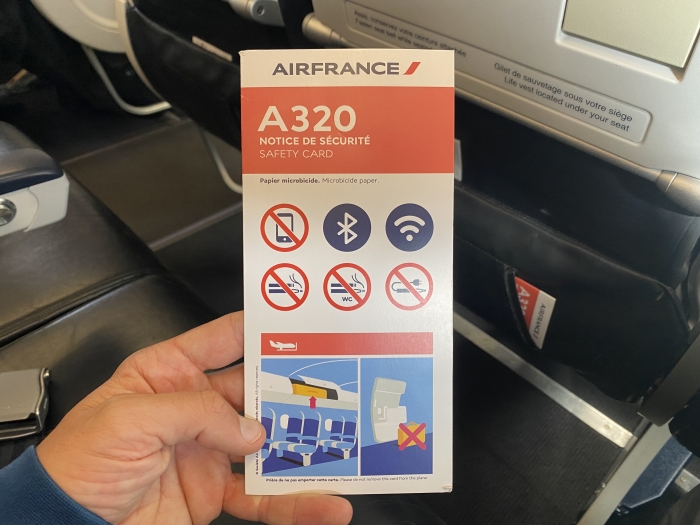 Gilet de sauvetage sous votre siège
Life vest located under your seat
AIRFRANCE
A320
NOTICE DE SÉCURITÉ
SAFETY CARD
Papier microbicide. Microbicide paper.
WC
Prière de ne pas emporter cette carte. Please do not remove this card from the plane.
AIRFRANCE